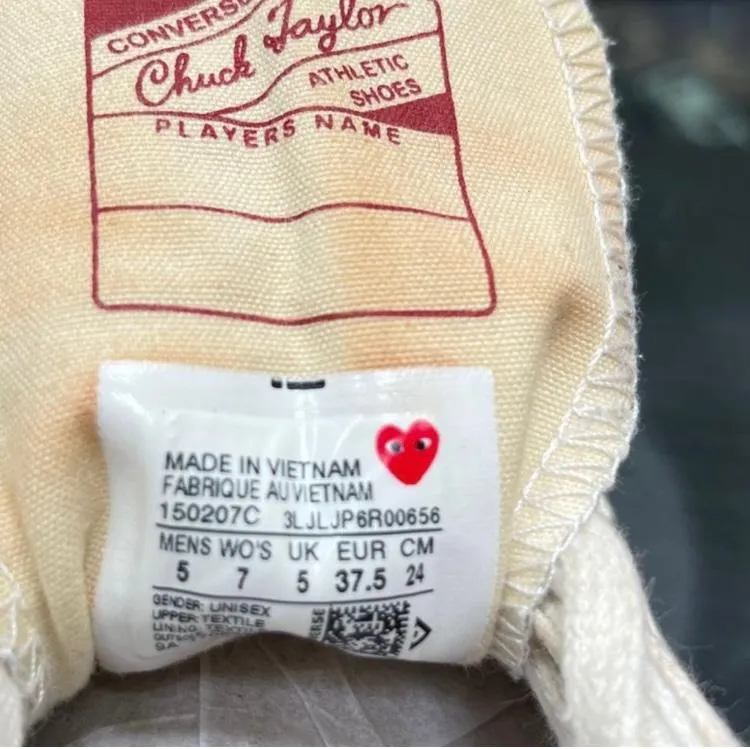 CONVERSE
Chuck Taylor
ATHLETIC
SHOES
PLAYERS NAME
MADE IN VIETNAM
FABRIQUE AU VIETNAM
150207C 3LJLJP6R00656
MENS WO'S UK EUR CM
5 7 5 37.5 24
GENDER: UNISEX
UPPER: TEXTILE